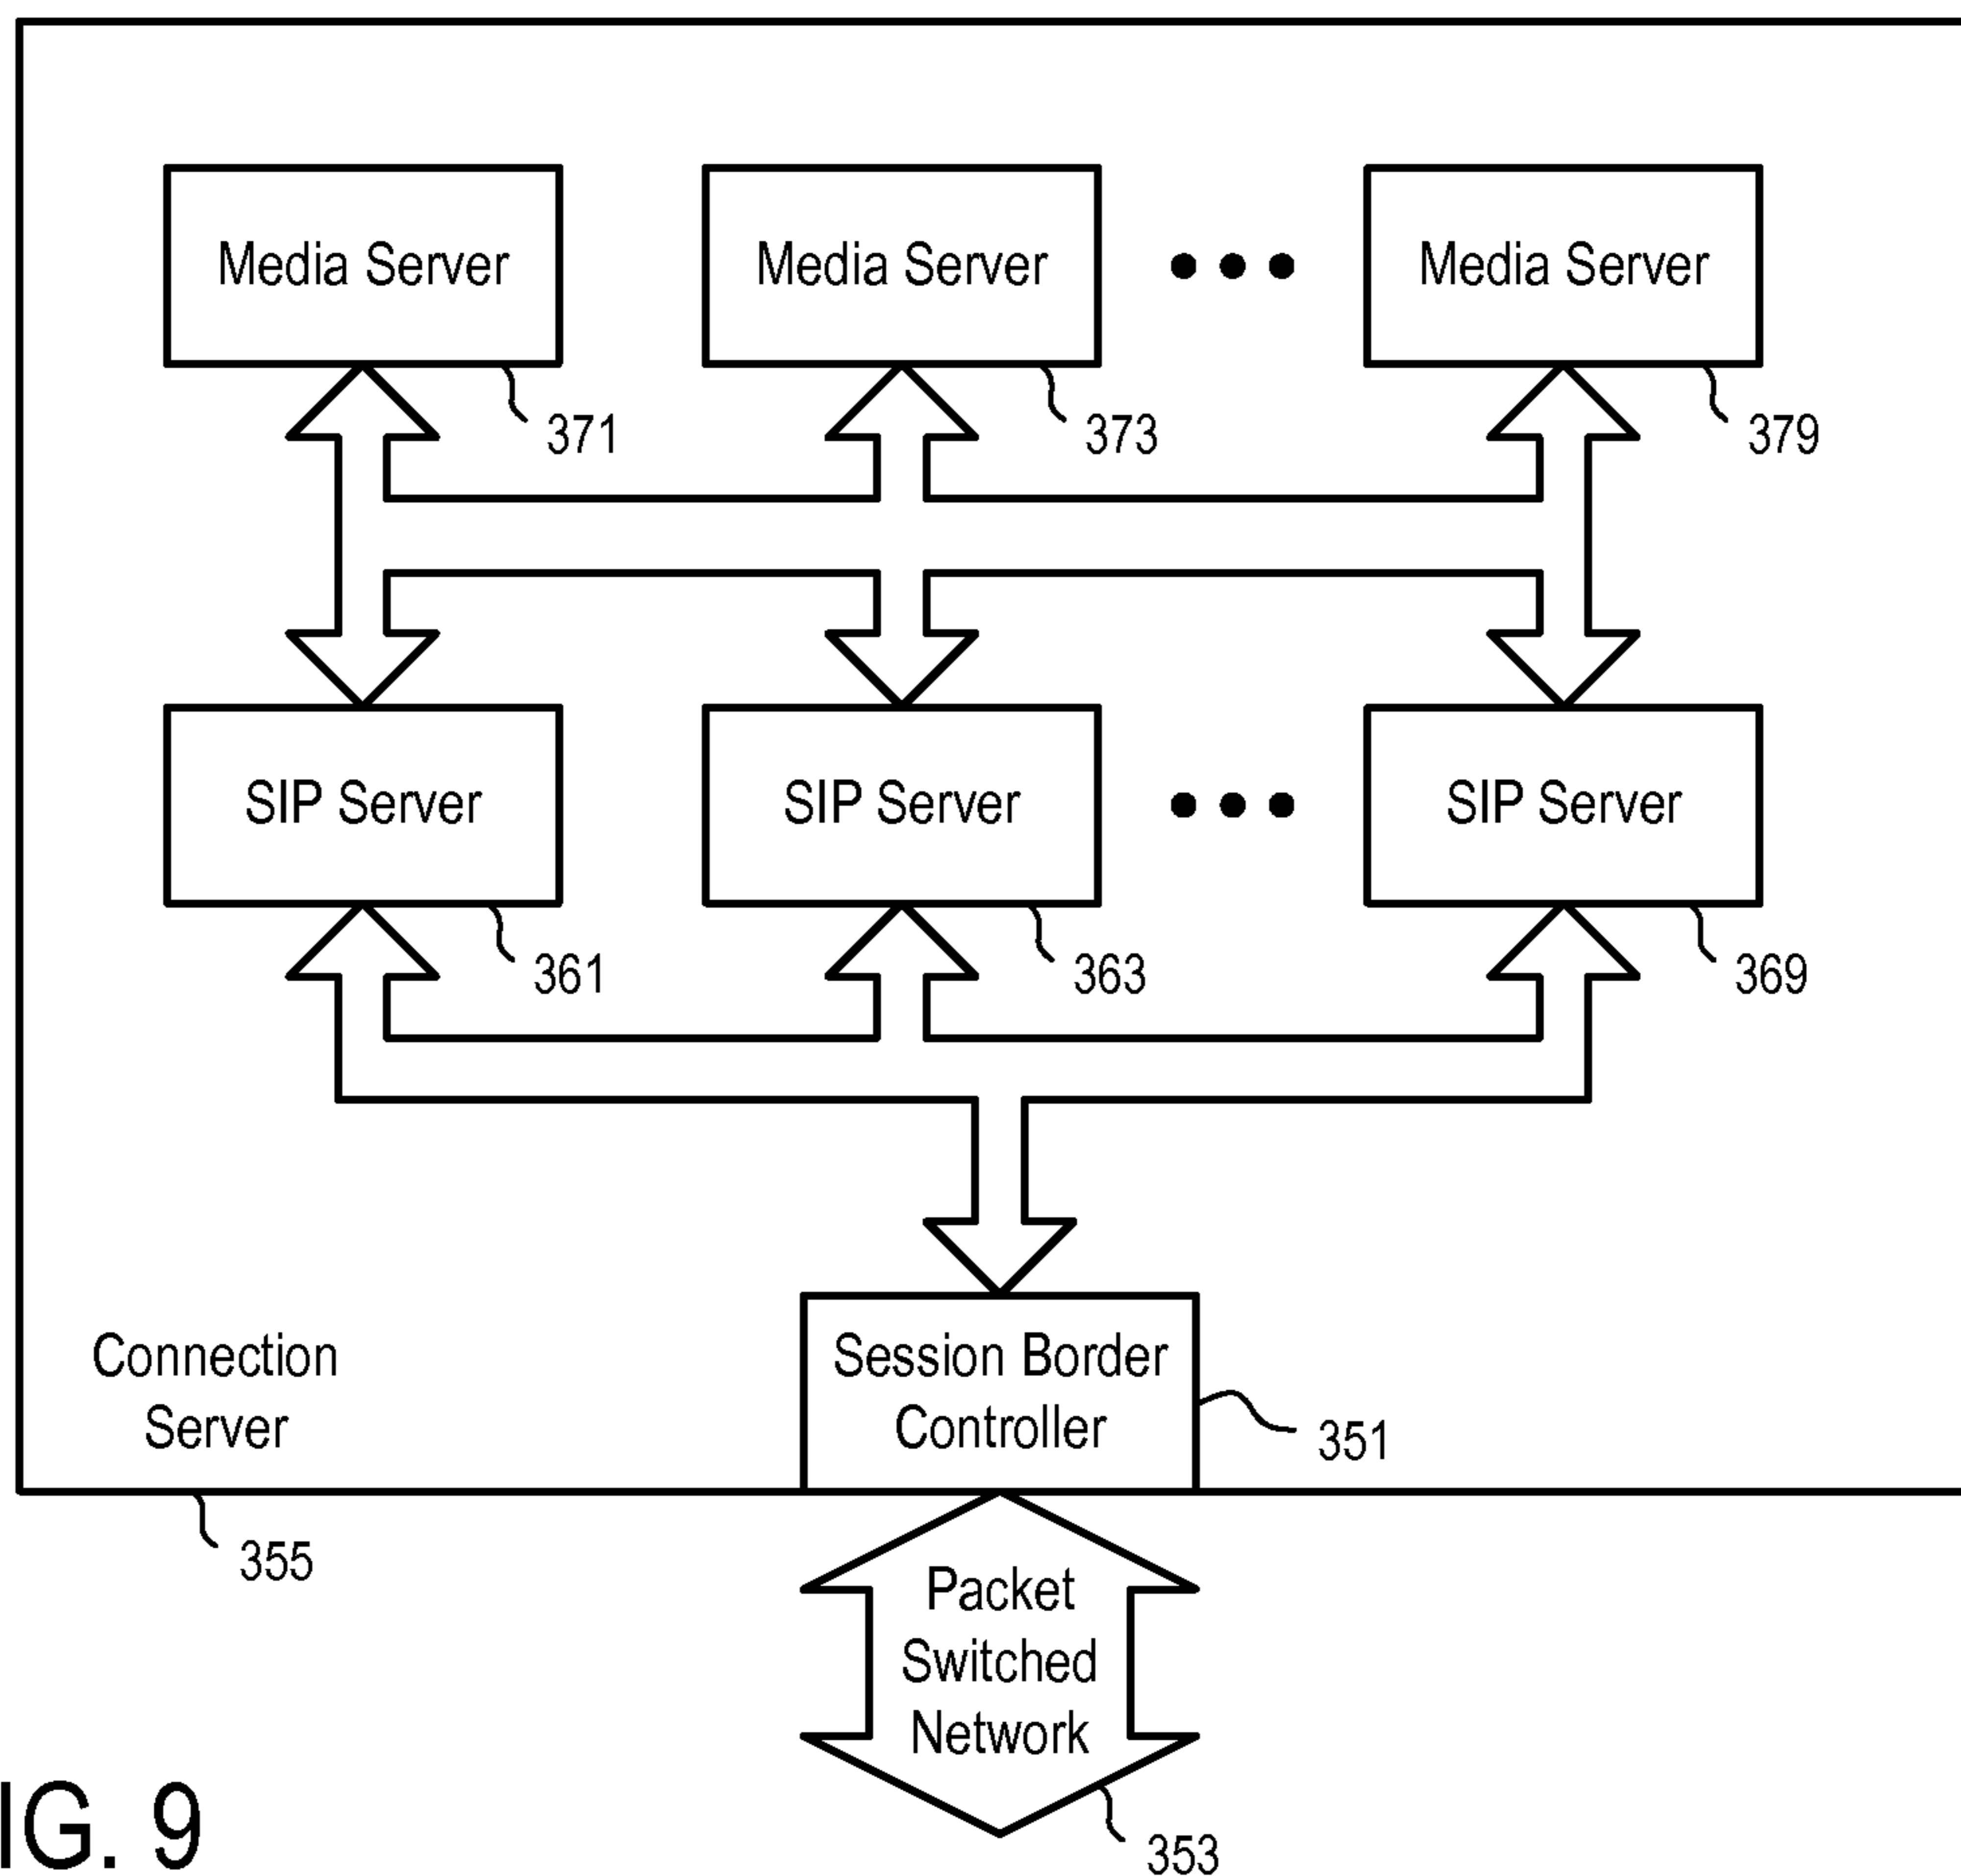 Media Server
Media Server
Media Server
371
373
379
SIP Server
SIP Server
SIP Server
361
363
369
Session Border
Controller
351
Connection
Server
355
Packet
Switched
Network
353
IG. 9